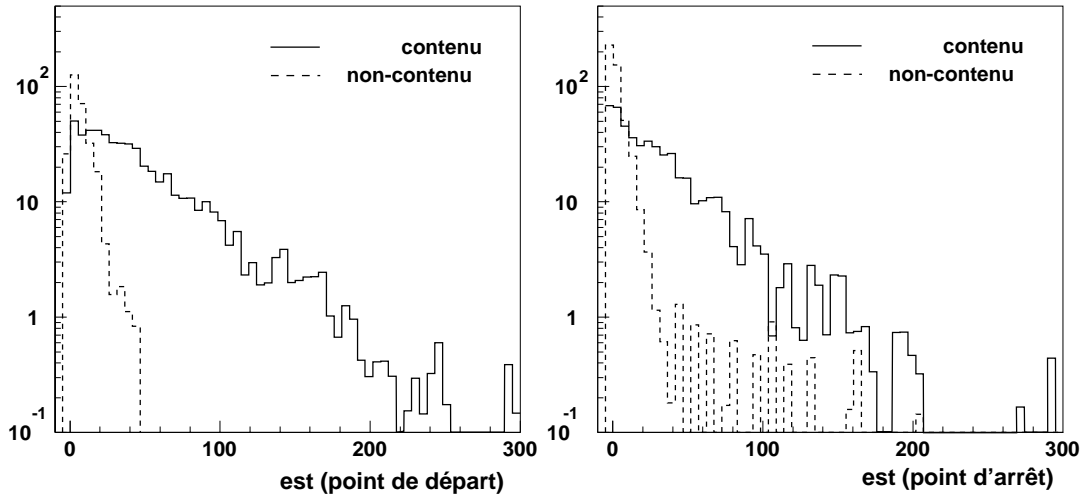 contenu
non-contenu
10 2
10
1
10 -1
0 100 200 300
est (point de départ)
contenu
non-contenu
10 2
10
1
10 -1
0 100 200 300
est (point d'arrêt)